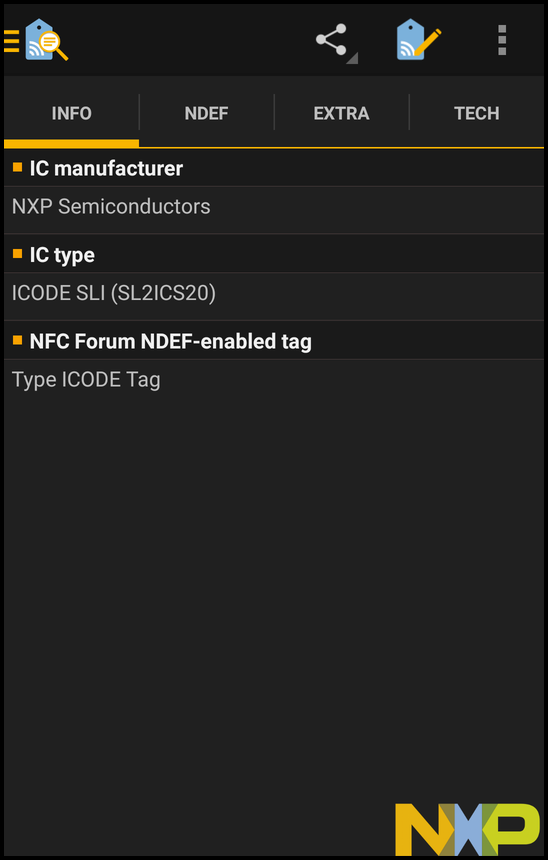 INFO NDEF EXTRA TECH
IC manufacturer
NXP Semiconductors
IC type
ICODE SLI (SL2ICS20)
NFC Forum NDEF-enabled tag
Type ICODE Tag
NXP